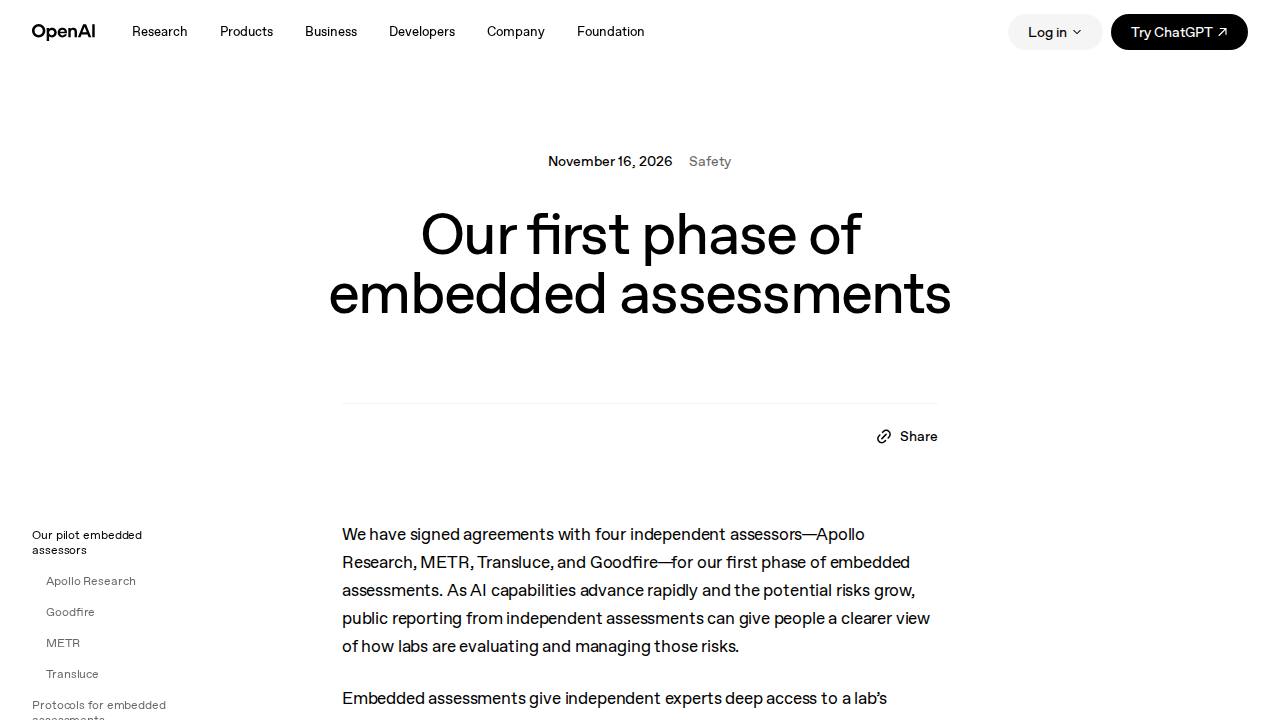 OpenAI
Research
Products
Business
Developers
Company
Foundation
Log in
Try ChatGPT
November 16, 2026 Safety
Our first phase of
embedded assessments
Share
Our pilot embedded
assessors
Apollo Research
Goodfire
METR
Transluce
Protocols for embedded
assessments
We have signed agreements with four independent assessors—Apollo
Research, METR, Transluce, and Goodfire—for our first phase of embedded
assessments. As AI capabilities advance rapidly and the potential risks grow,
public reporting from independent assessments can give people a clearer view
of how labs are evaluating and managing those risks.
Embedded assessments give independent experts deep access to a lab’s